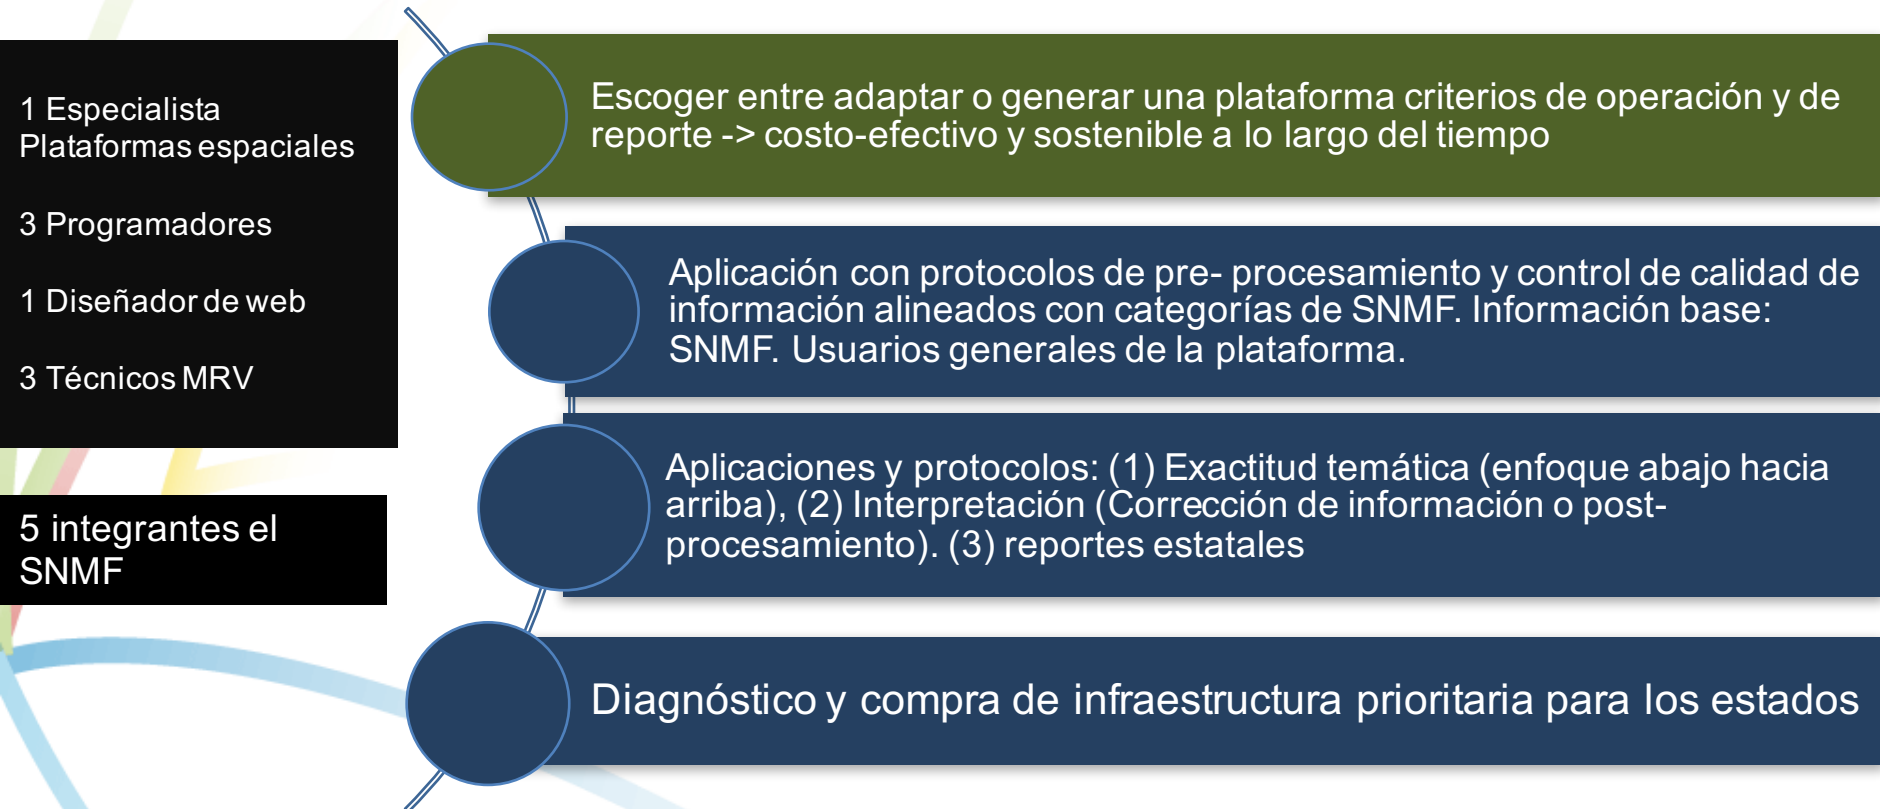 1 Especialista
Plataformas espaciales
3 Programadores
1 Diseñador de web
3 Técnicos MRV
5 integrantes el
SNMF
Escoger entre adaptar o generar una plataforma criterios de operación y de
reporte -> costo-efectivo y sostenible a lo largo del tiempo
Aplicación con protocolos de pre- procesamiento y control de calidad de
información alineados con categorías de SNMF. Información base:
SNMF. Usuarios generales de la plataforma.
Aplicaciones y protocolos: (1) Exactitud temática (enfoque abajo hacia
arriba), (2) Interpretación (Corrección de información o post-
procesamiento). (3) reportes estatales
Diagnóstico y compra de infraestructura prioritaria para los estados